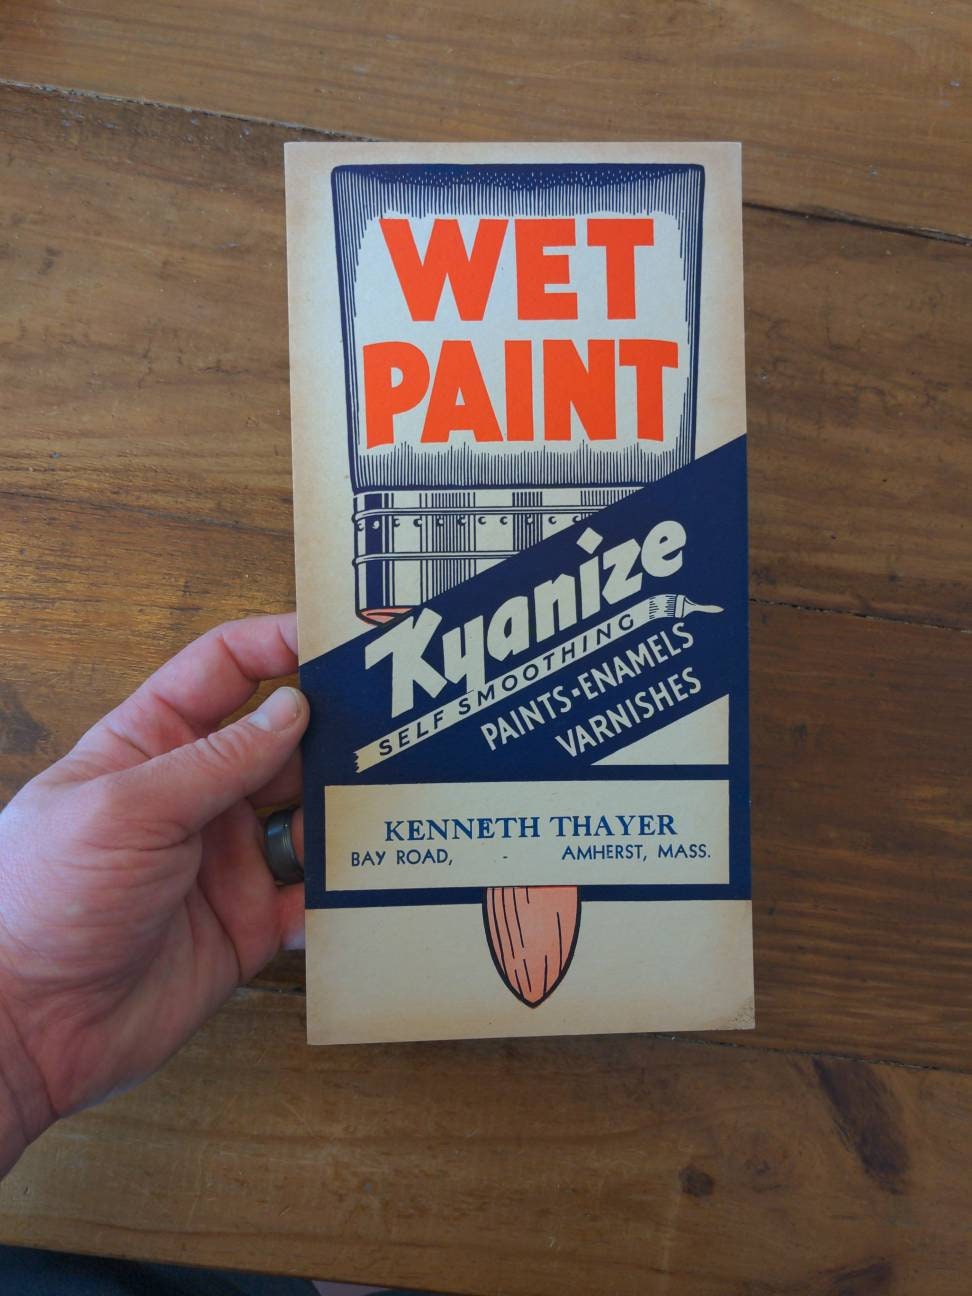 WET
PAINT
Kyanize
SELF SMOOTHING
PAINTS-ENAMELS
VARNISHES
KENNETH THAYER
BAY ROAD, - AMHERST, MASS.